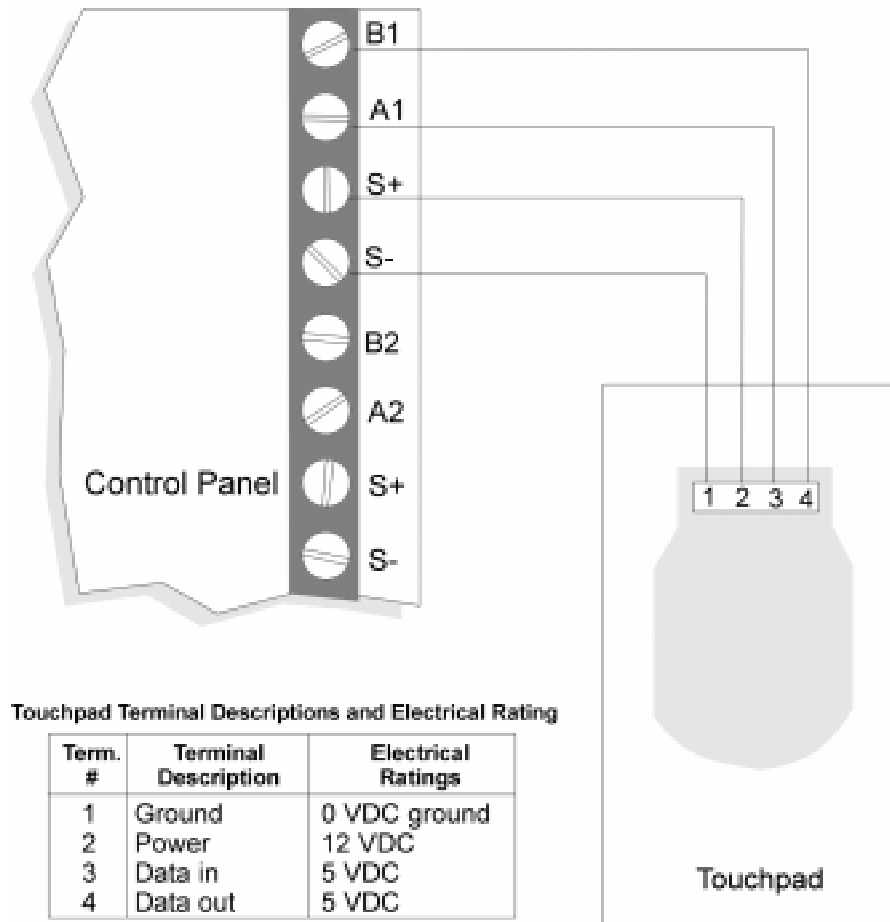 B1
A1
S+
S-
B2
A2
Control Panel
S+
S-
1 2 3 4
Touchpad Terminal Descriptions and Electrical Rating
Term. # Terminal Description Electrical Ratings
1 Ground 0 VDC ground
2 Power 12 VDC
3 Data in 5 VDC
4 Data out 5 VDC
Touchpad